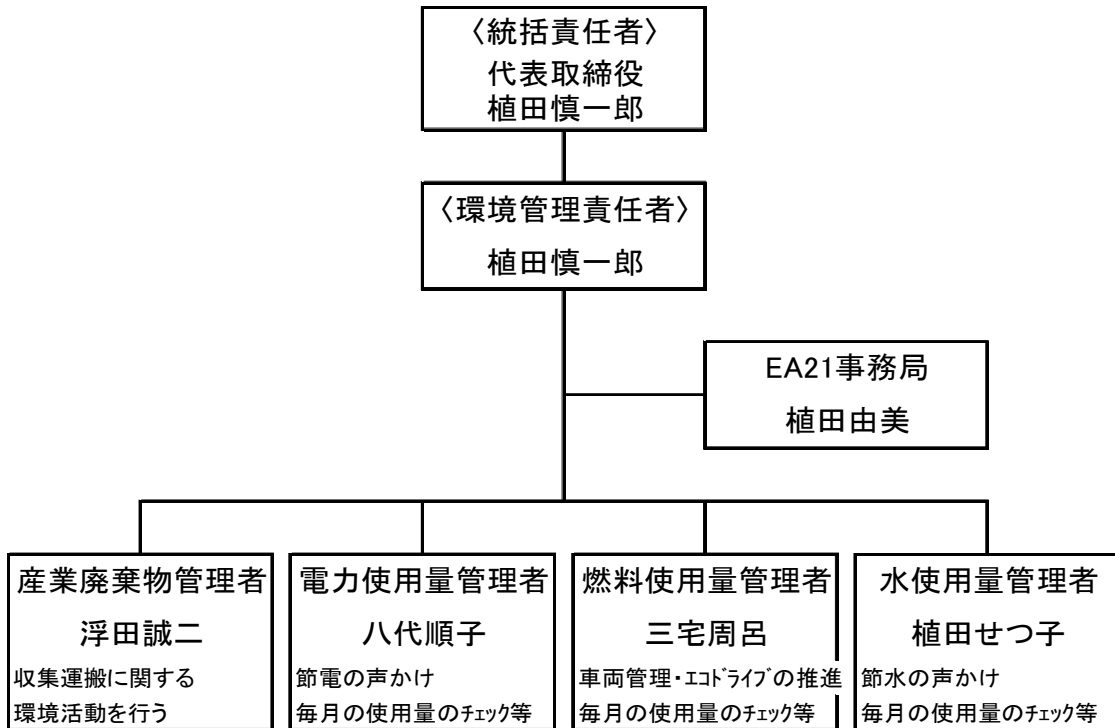 〈統括責任者〉
代表取締役
植田慎一郎
〈環境管理責任者〉
植田慎一郎
EA21事務局
植田由美
産業廃棄物管理者
浮田誠二
収集運搬に関する
環境活動を行う
電力使用量管理者
八代順子
節電の声かけ
毎月の使用量のﾁｪｯｸ等
燃料使用量管理者
三宅周呂
車両管理・ｴｺﾄﾞﾗｲﾌﾞの推進
毎月の使用量のﾁｪｯｸ等
水使用量管理者
植田せつ子
節水の声かけ
毎月の使用量のﾁｪｯｸ等